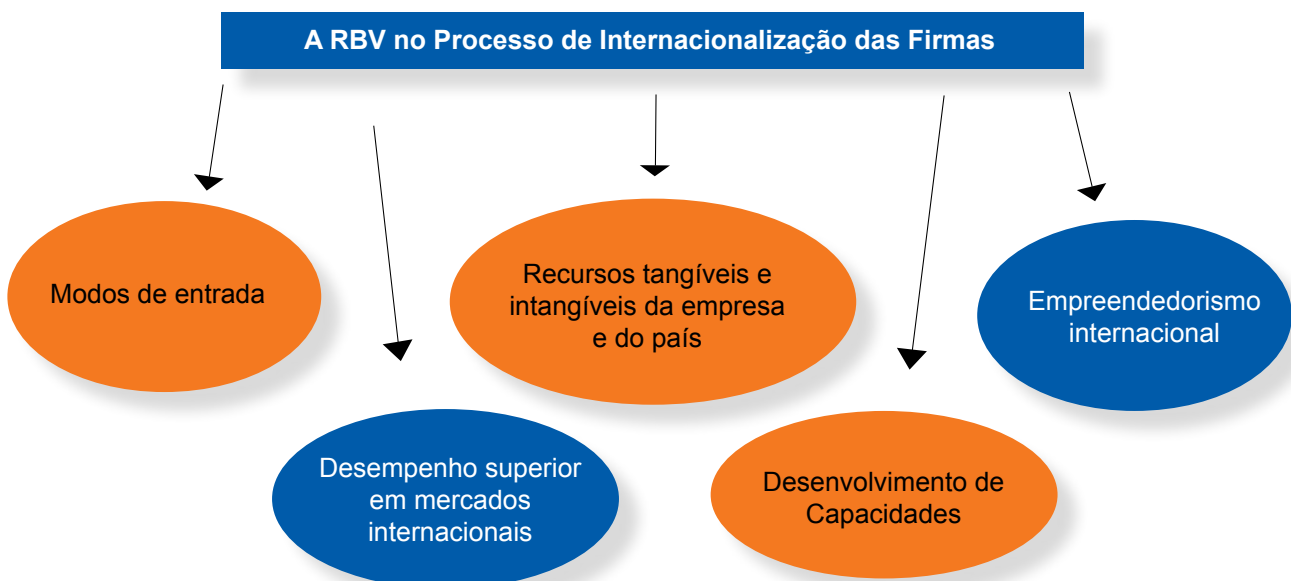 A RBV no Processo de Internacionalização das Firmas
Modos de entrada
Desempenho superior
em mercados
internacionais
Recursos tangíveis e
intangíveis da empresa
e do país
Desenvolvimento de
Capacidades
Empreendedorismo
internacional